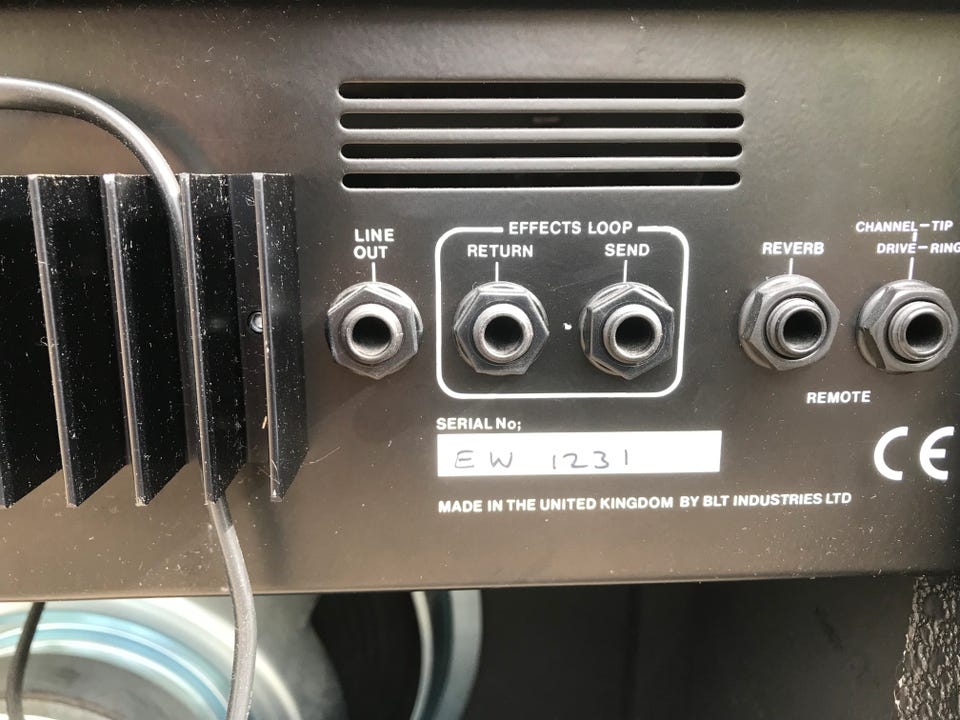 EFFECTS LOOP
LINE OUT
RETURN
SEND
REVERB
CHANNEL-TIP
DRIVE-RING
REMOTE
SERIAL No;
EW 1231
CE
MADE IN THE UNITED KINGDOM BY BLT INDUSTRIES LTD